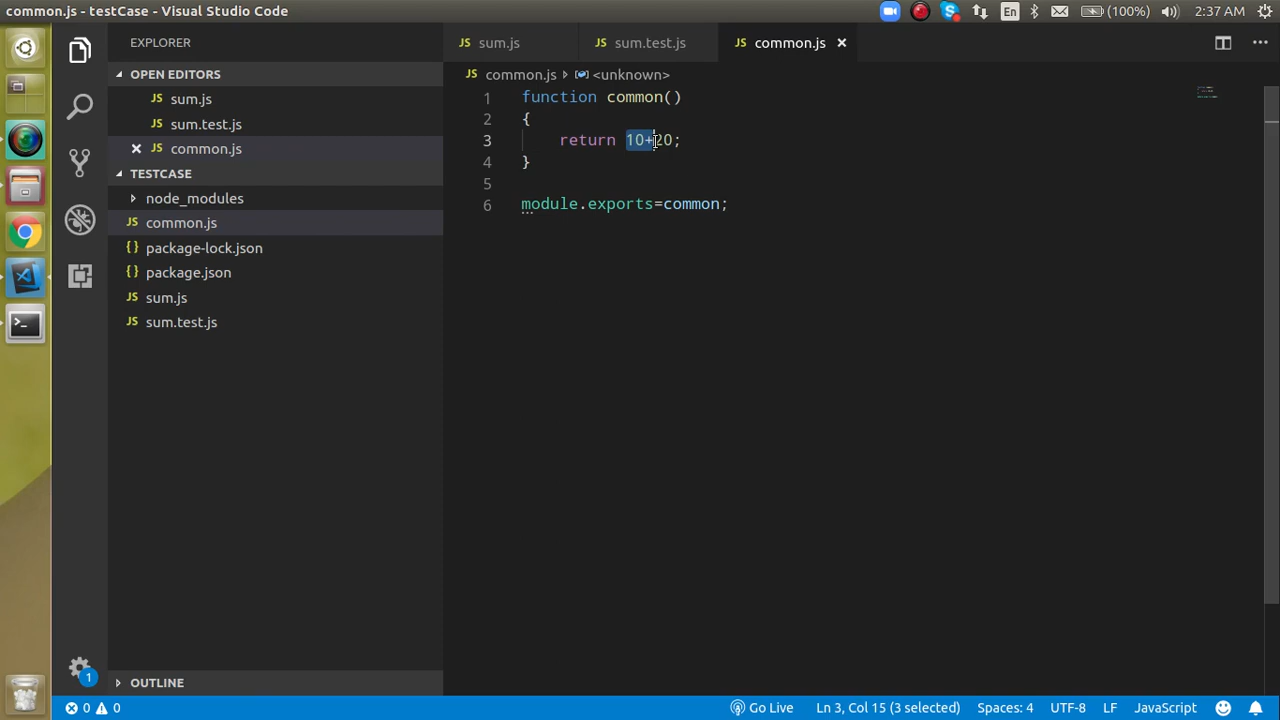 common.js - testCase - Visual Studio Code
En
(100%)
2:37 AM
EXPLORER
OPEN EDITORS
JS sum.js
JS sum.test.js
JS common.js
TESTCASE
node_modules
JS common.js
{} package-lock.json
{} package.json
JS sum.js
JS sum.test.js
OUTLINE
1
JS sum.js
JS sum.test.js
JS common.js
JS common.js <unknown>
1 function common()
2 {
3 return 10+20;
4 }
5
6 module.exports=common;
0 0
Go Live
Ln 3, Col 15 (3 selected)
Spaces: 4
UTF-8
LF
JavaScript